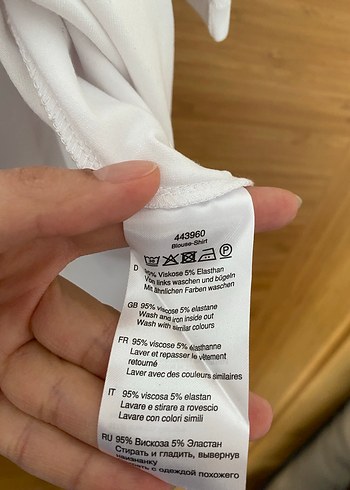 443960
Blouse-Shirt
P
D 95% Viskose 5% Elasthan
Von links waschen und bügeln
Mit ähnlichen Farben waschen
GB 95% viscose 5% elastane
Wash and iron inside out
Wash with similar colours
FR 95% viscose 5% élasthanne
Laver et repasser le vêtement
retourné
Laver avec des couleurs similaires
IT 95% viscosa 5% elastan
Lavare e stirare a rovescio
Lavare con colori simili
RU 95% Вискоза 5% Эластан
Стирать и гладить, вывернув
наизнанку
с одеждой похожего